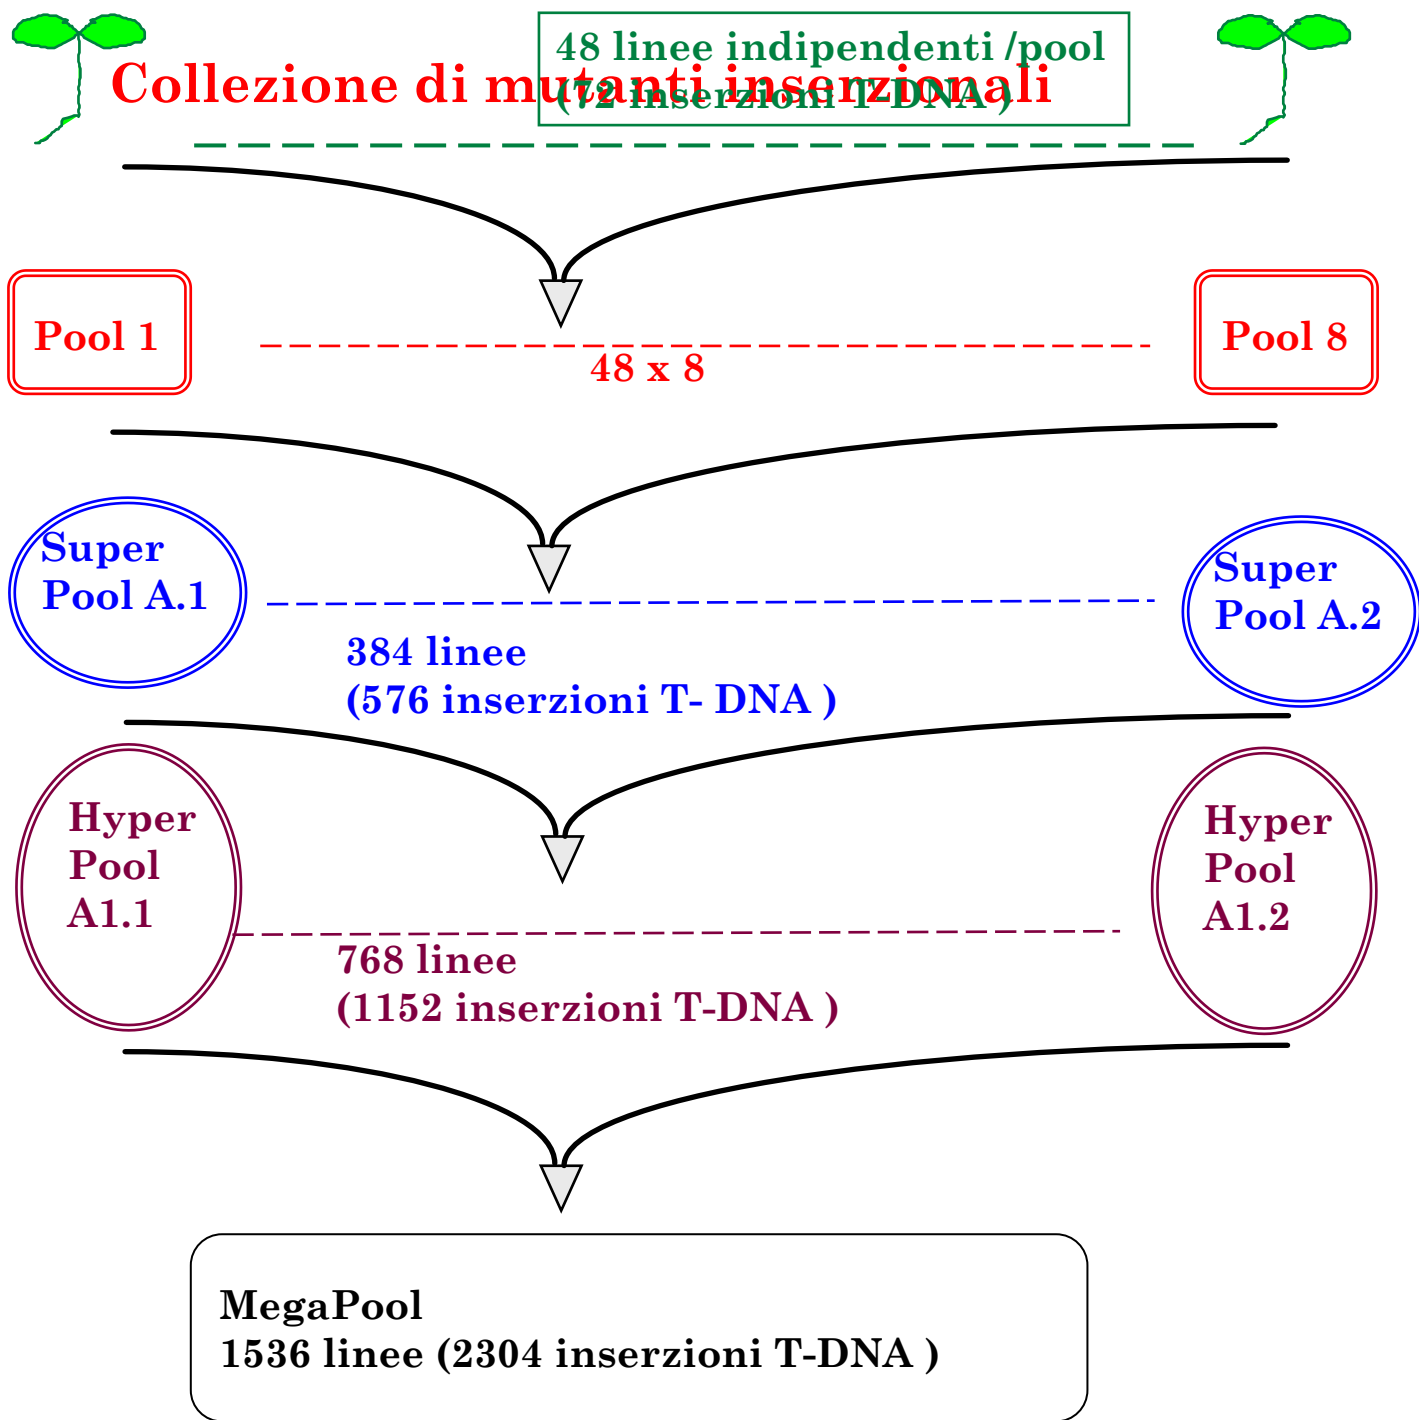 48 linee indipendenti /pool
Collezione di mutanti inserzionali
(72 inserzioni T-DNA )
Pool 1
Pool 8
48 x 8
Super
Pool A.1
Super
Pool A.2
384 linee
(576 inserzioni T- DNA )
Hyper
Pool
A1.1
Hyper
Pool
A1.2
768 linee
(1152 inserzioni T-DNA )
MegaPool
1536 linee (2304 inserzioni T-DNA )